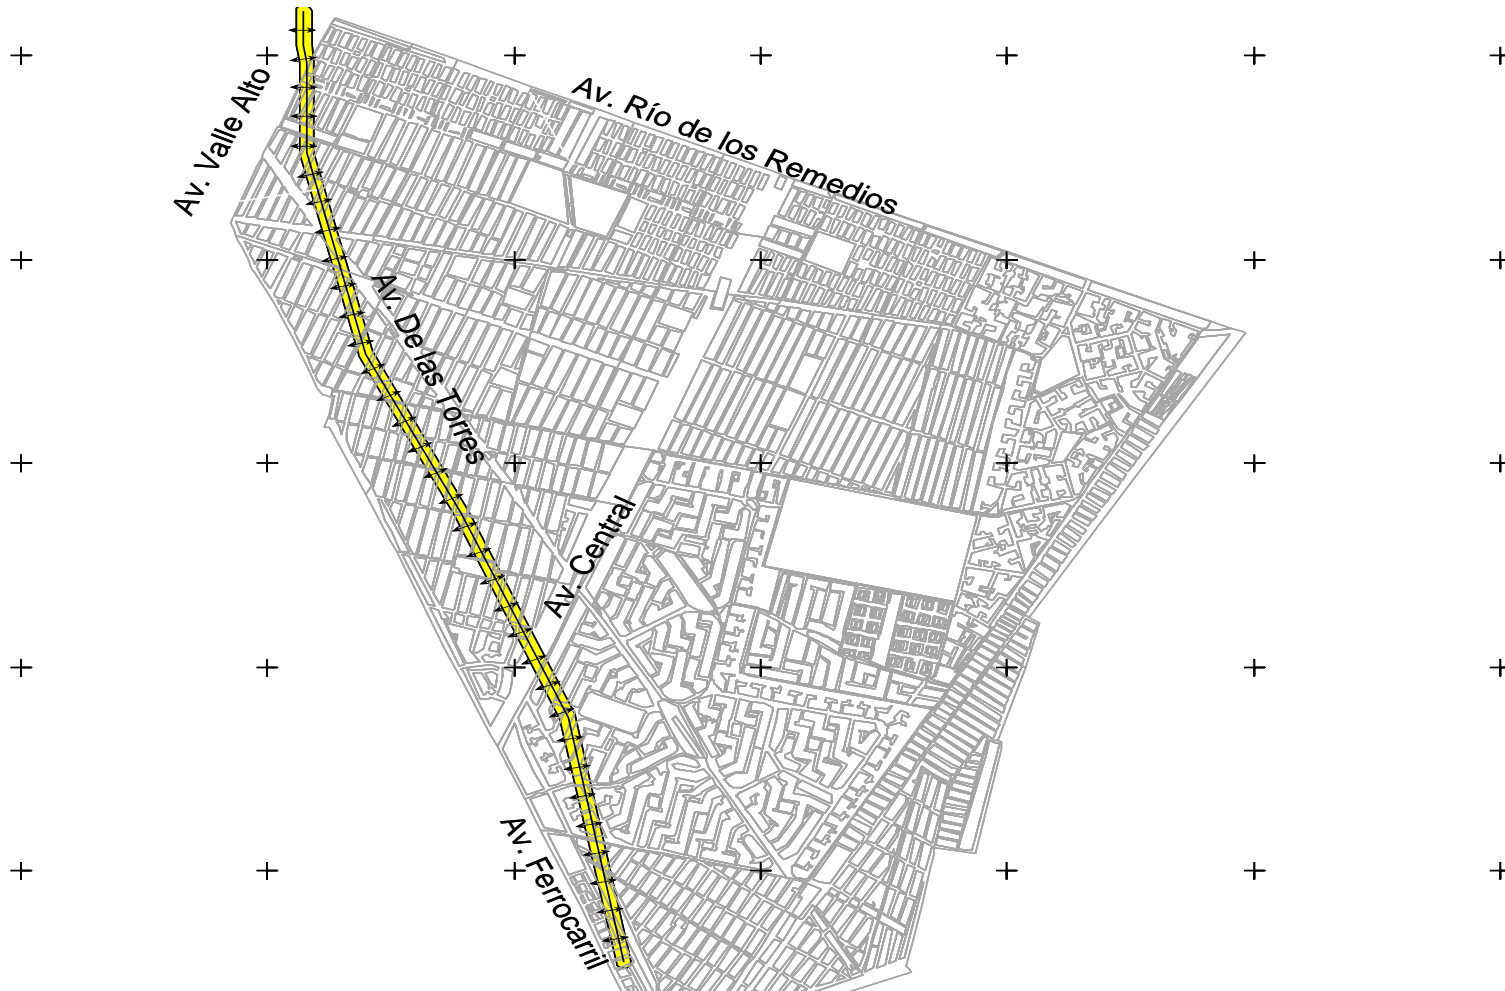 Av. Río de los Remedios
Av. Valle Alto
Av. De las Torres
Av. Central
Av. Ferrocarril